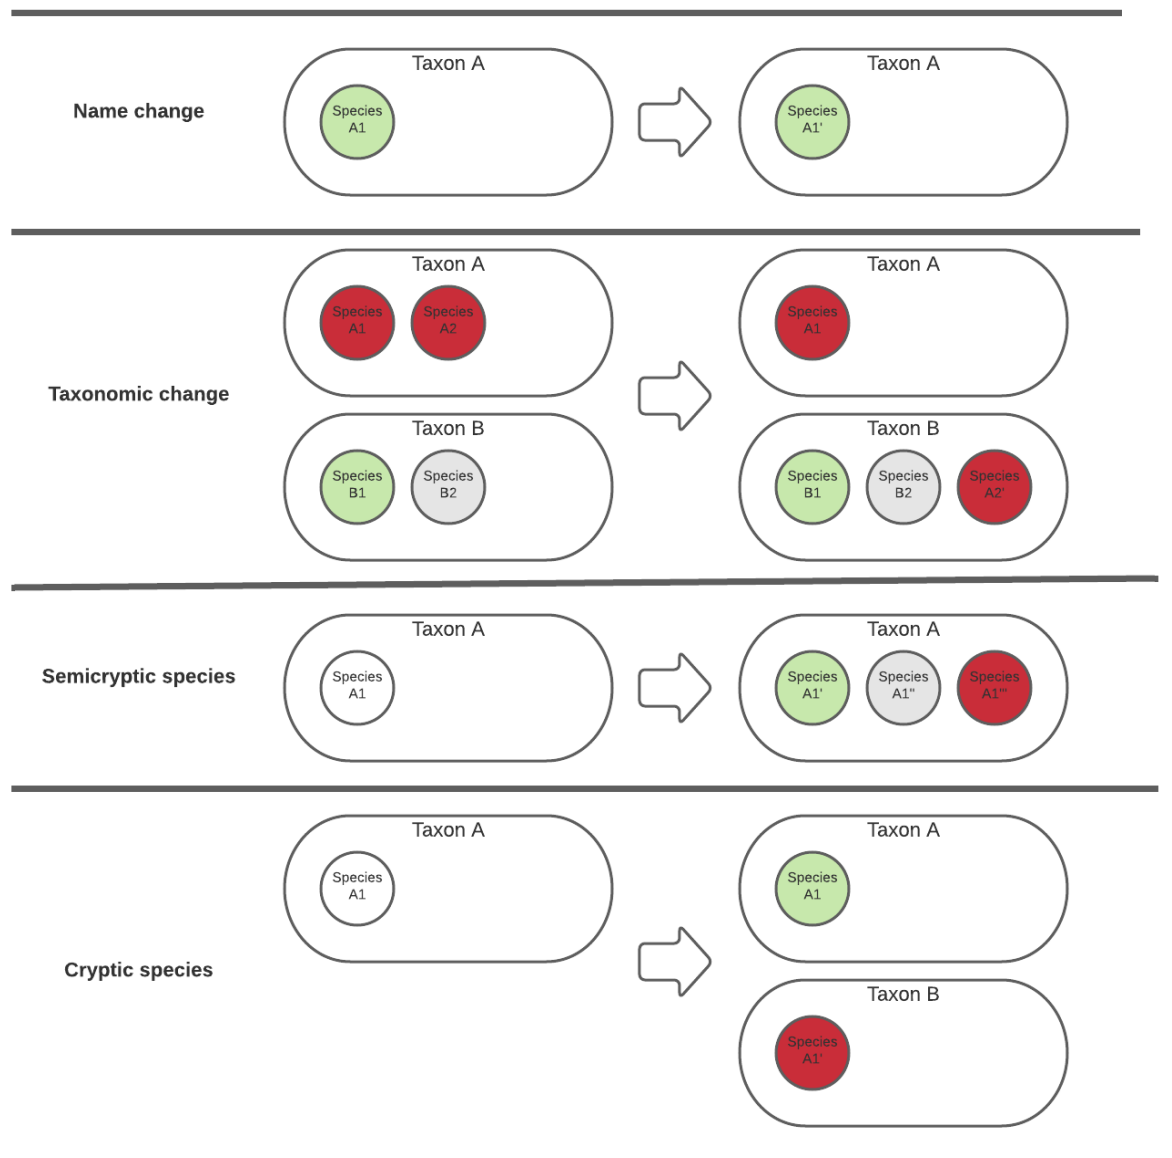 Taxon A
Taxon A
Name change
Species
A1
Species
A1'
Taxon A
Taxon A
Species
A1
Species
A2
Species
A1
Taxonomic change
Taxon B
Taxon B
Species
B1
Species
B2
Species
B1
Species
B2
Species
A2'
Taxon A
Taxon A
Semicryptic species
Species
A1
Species
A1'
Species
A1"
Species
A1"'
Taxon A
Taxon A
Species
A1
Species
A1
Cryptic species
Taxon B
Species
A1'